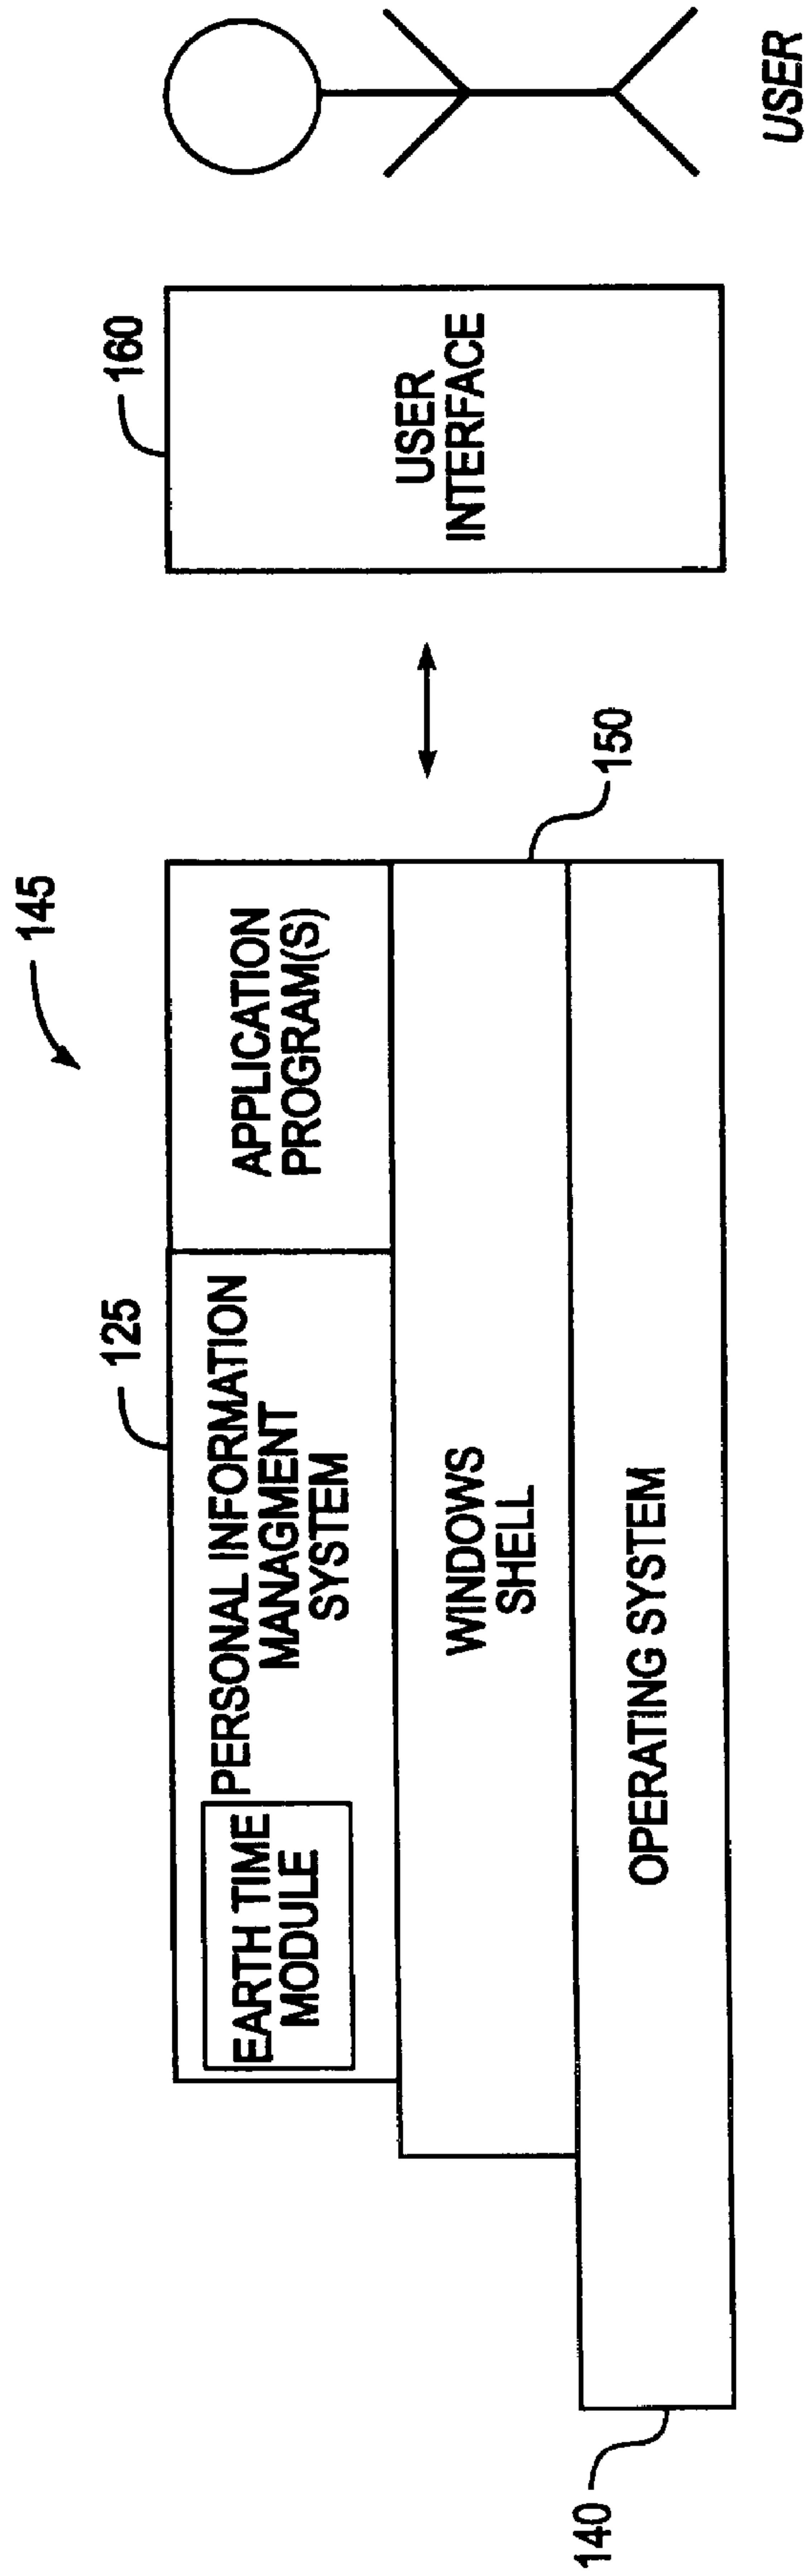 145
125
160
EARTH TIME
MODULE
PERSONAL INFORMATION
MANAGMENT
SYSTEM
APPLICATION
PROGRAM(S)
USER
INTERFACE
WINDOWS
SHELL
150
OPERATING SYSTEM
140
USER